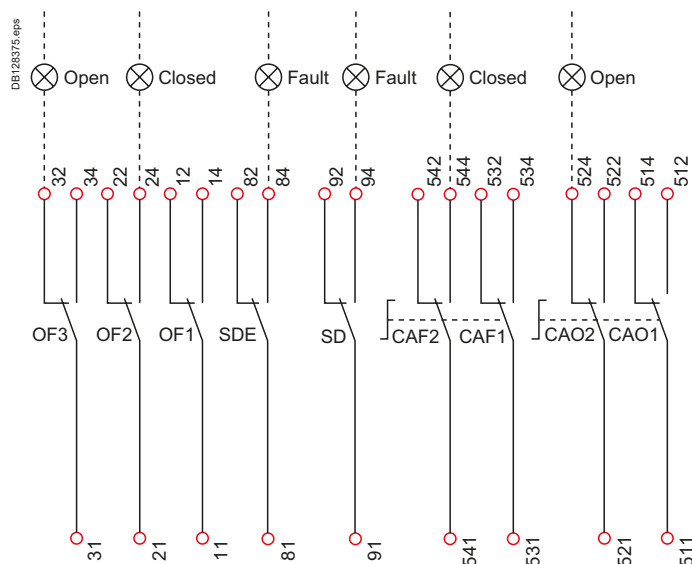 DB128375.eps
Open Closed Fault Fault Closed Open
32 34 22 24 12 14 82 84 92 94 542 544 532 534 524 522 514 512
OF3 OF2 OF1 SDE SD CAF2 CAF1 CAO2 CAO1
31 21 11 81 91 541 531 521 511